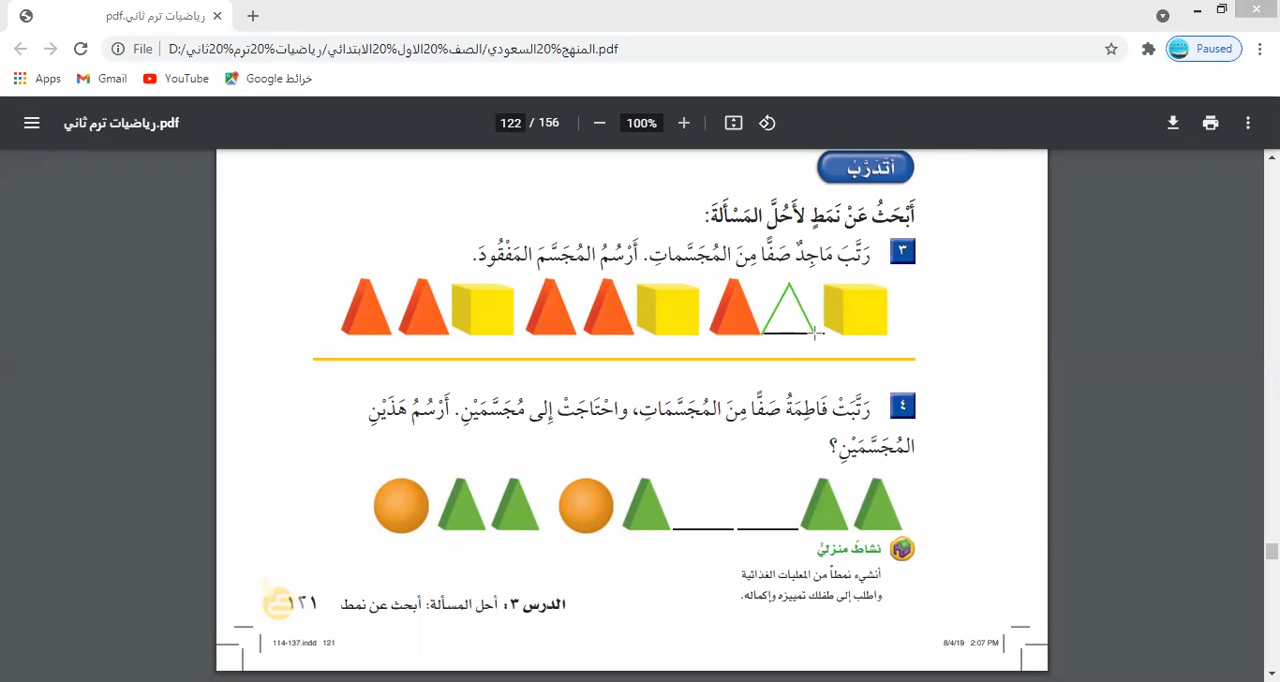 رياضيات ترم ثاني.pdf
File D:/المنهج%20السعودي/الصف%20الاول%20الابتدائي/رياضيات%20ترم%20ثاني.pdf
Paused
Apps Gmail YouTube خرائط Google
رياضيات ترم ثاني.pdf
122 / 156
100%
أَتَدَرَّبُ
أَبْحَثُ عَنْ نَمَطٍ لأَحُلَّ المَسْأَلةَ:
٣ رَتَّبَ مَاجِدٌ صَفًّا مِنَ المُجَسَّماتِ. أَرْسُمُ المُجَسَّمَ المَفْقُودَ.
٤ رَتَّبَتْ فَاطِمَةُ صَفًّا مِنَ المُجَسَّمَاتِ، واحْتَاجَتْ إِلى مُجَسَّمَيْنِ. أَرْسُمُ هَذَيْنِ
المُجَسَّمَيْنِ؟
نشاطٌ منزليٌّ
أنشيء نمطاً من المعلبات الغذائية
واطلب إلى طفلك تمييزه وإكماله.
الدرس ٣: أحل المسألة: أبحث عن نمط ١٢١
114-137.indd 121
8/4/19 2:07 PM